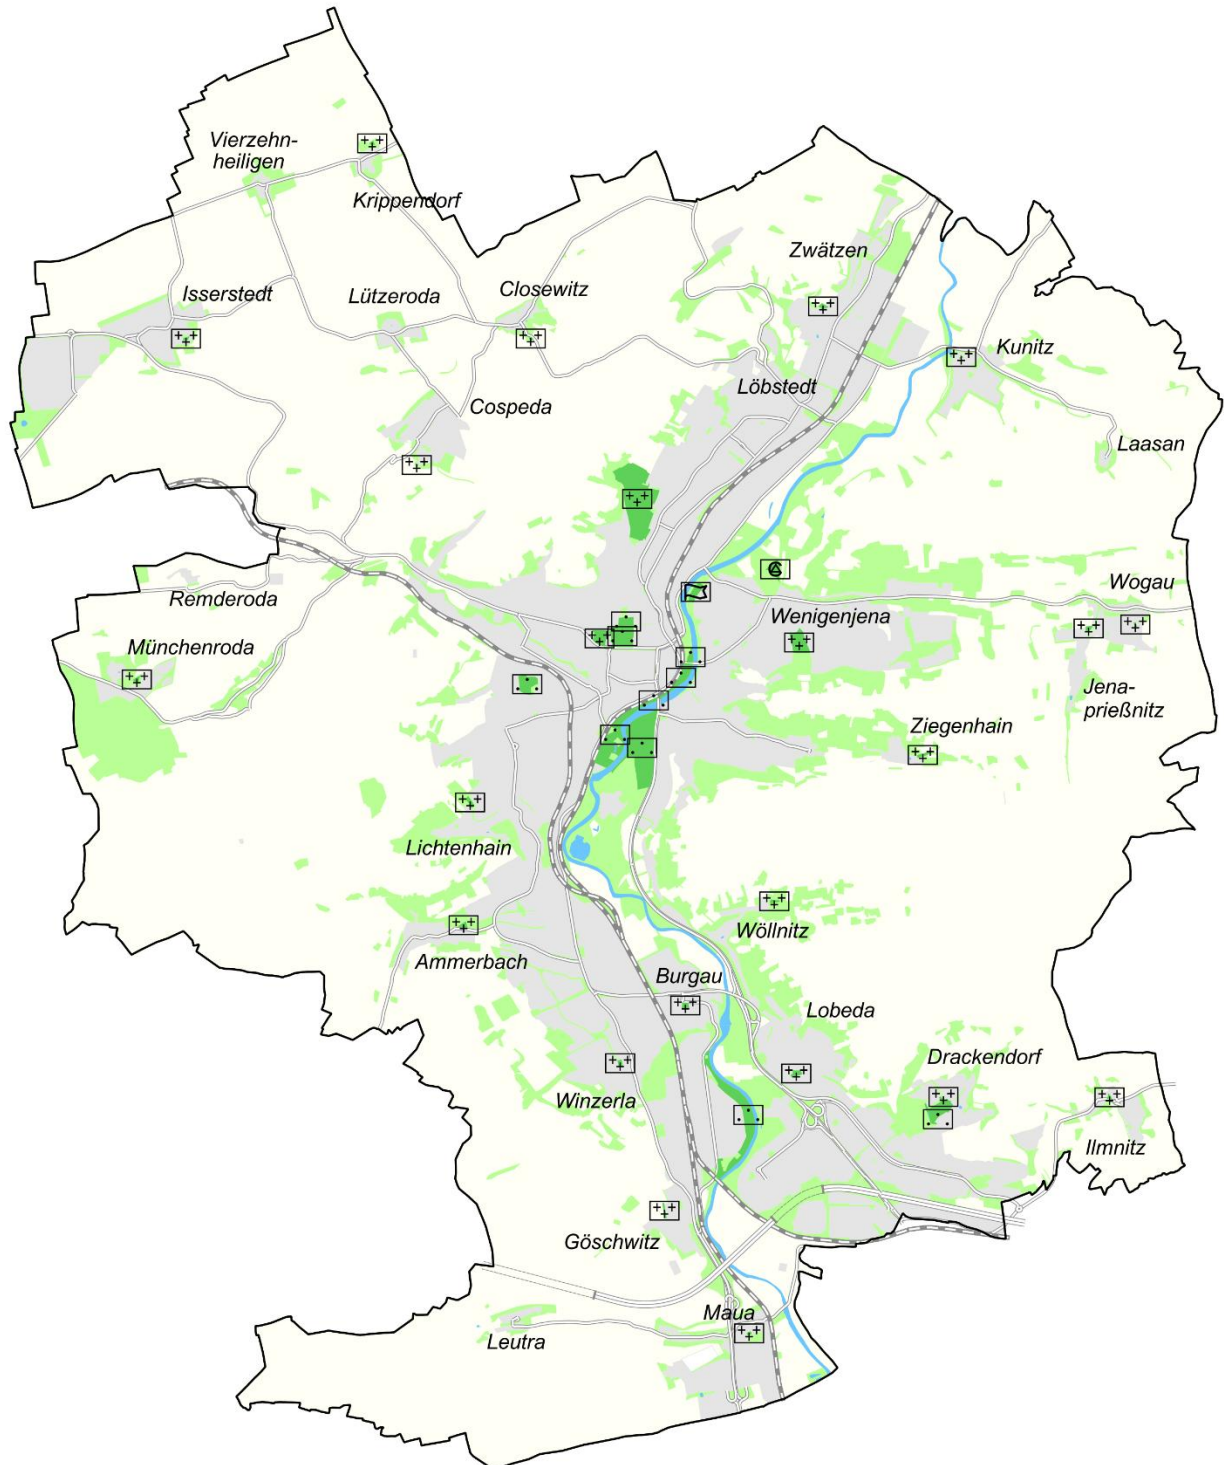 Vierzehn-
heiligen
Krippendorf
Zwätzen
Isserstedt
Lützeroda
Closewitz
Kunitz
Löbstedt
Cospeda
Laasan
Remderoda
Wogau
Wenigenjena
Münchenroda
Jena-
prießnitz
Ziegenhain
Lichtenhain
Wöllnitz
Ammerbach
Burgau
Lobeda
Drackendorf
Winzerla
Ilmnitz
Göschwitz
Maua
Leutra